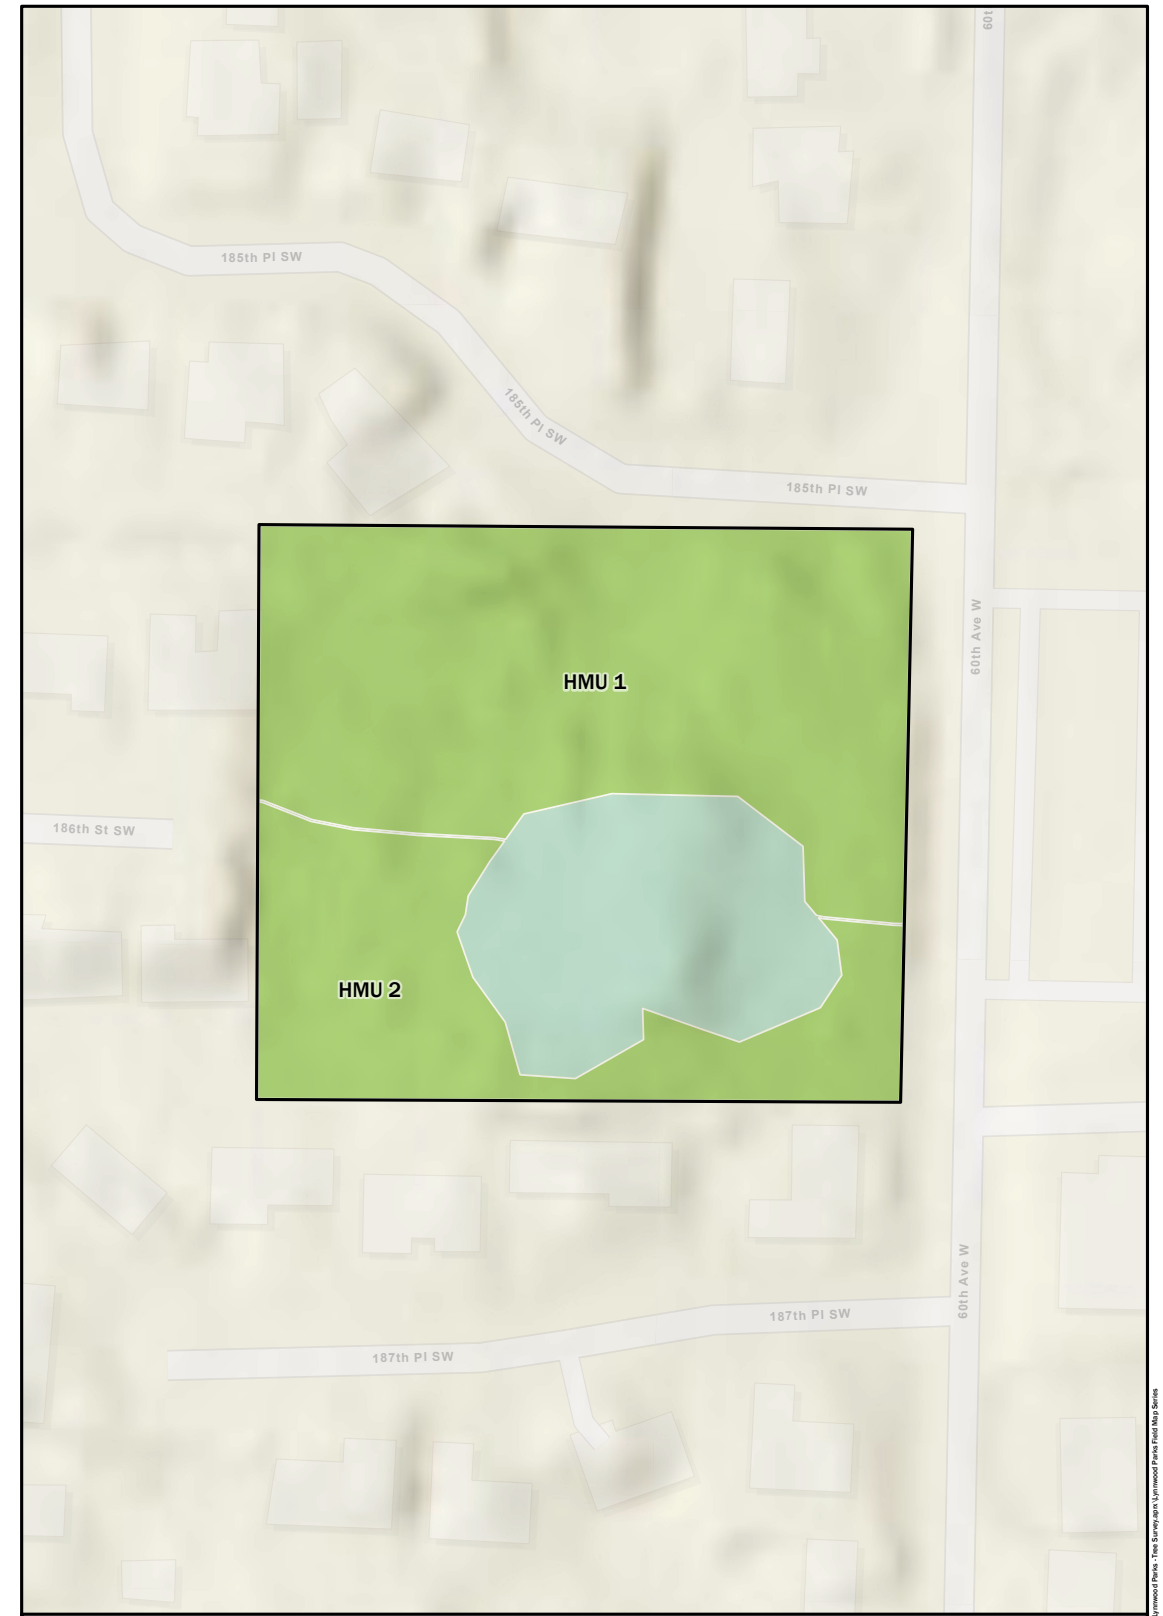 60t
185th Pl SW
185th Pl SW
185th Pl SW
60th Ave W
HMU 1
186th St SW
HMU 2
60th Ave W
187th Pl SW
187th Pl SW
Lynnwood Parks - Tree Survey.aprx \Lynnwood Parks Field Map Series